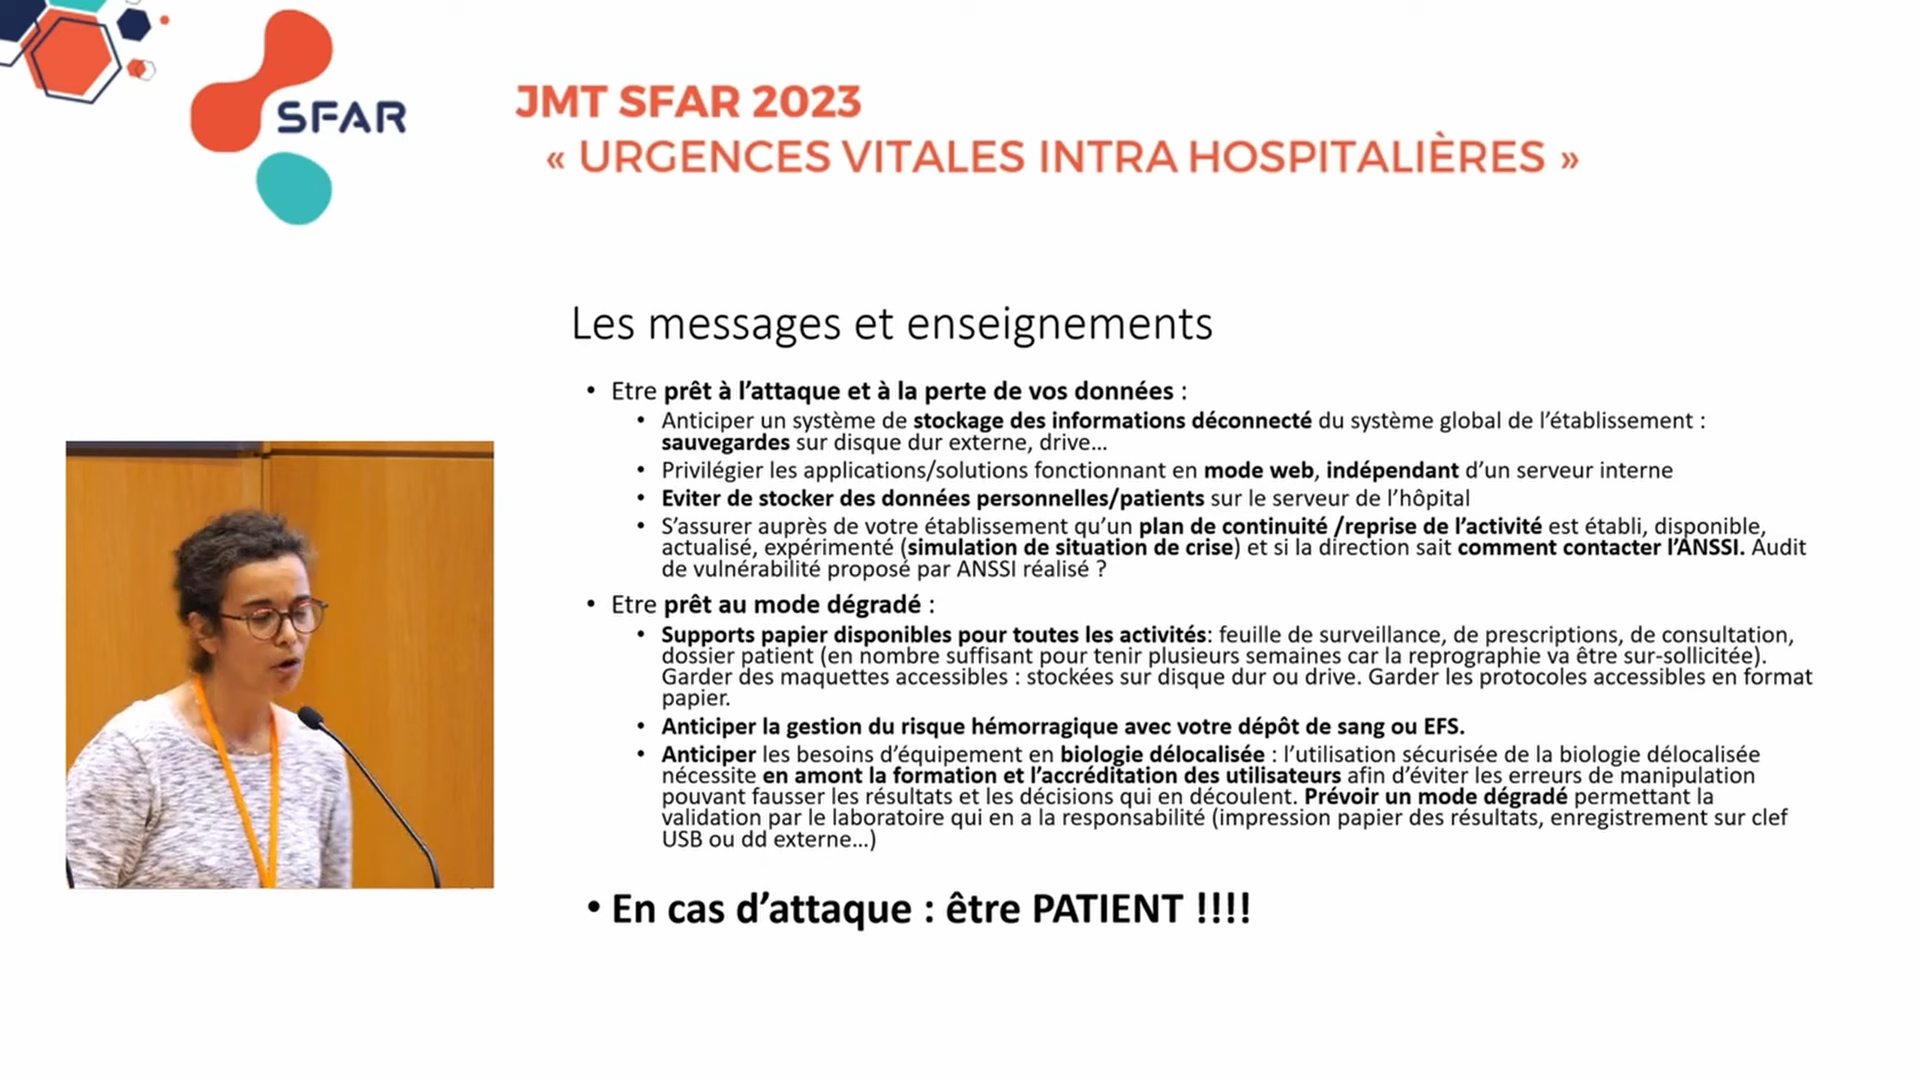 SFAR
JMT SFAR 2023
« URGENCES VITALES INTRA HOSPITALIÈRES »
Les messages et enseignements
• Etre prêt à l’attaque et à la perte de vos données :
• Anticiper un système de stockage des informations déconnecté du système global de l’établissement :
sauvegardes sur disque dur externe, drive…
• Privilégier les applications/solutions fonctionnant en mode web, indépendant d’un serveur interne
• Eviter de stocker des données personnelles/patients sur le serveur de l’hôpital
• S’assurer auprès de votre établissement qu’un plan de continuité /reprise de l’activité est établi, disponible,
actualisé, expérimenté (simulation de situation de crise) et si la direction sait comment contacter l’ANSSI. Audit
de vulnérabilité proposé par ANSSI réalisé ?
• Etre prêt au mode dégradé :
• Supports papier disponibles pour toutes les activités: feuille de surveillance, de prescriptions, de consultation,
dossier patient (en nombre suffisant pour tenir plusieurs semaines car la reprographie va être sur-sollicitée).
Garder des maquettes accessibles : stockées sur disque dur ou drive. Garder les protocoles accessibles en format
papier.
• Anticiper la gestion du risque hémorragique avec votre dépôt de sang ou EFS.
• Anticiper les besoins d’équipement en biologie délocalisée : l’utilisation sécurisée de la biologie délocalisée
nécessite en amont la formation et l’accréditation des utilisateurs afin d’éviter les erreurs de manipulation
pouvant fausser les résultats et les décisions qui en découlent. Prévoir un mode dégradé permettant la
validation par le laboratoire qui en a la responsabilité (impression papier des résultats, enregistrement sur clef
USB ou dd externe…)
• En cas d’attaque : être PATIENT !!!!